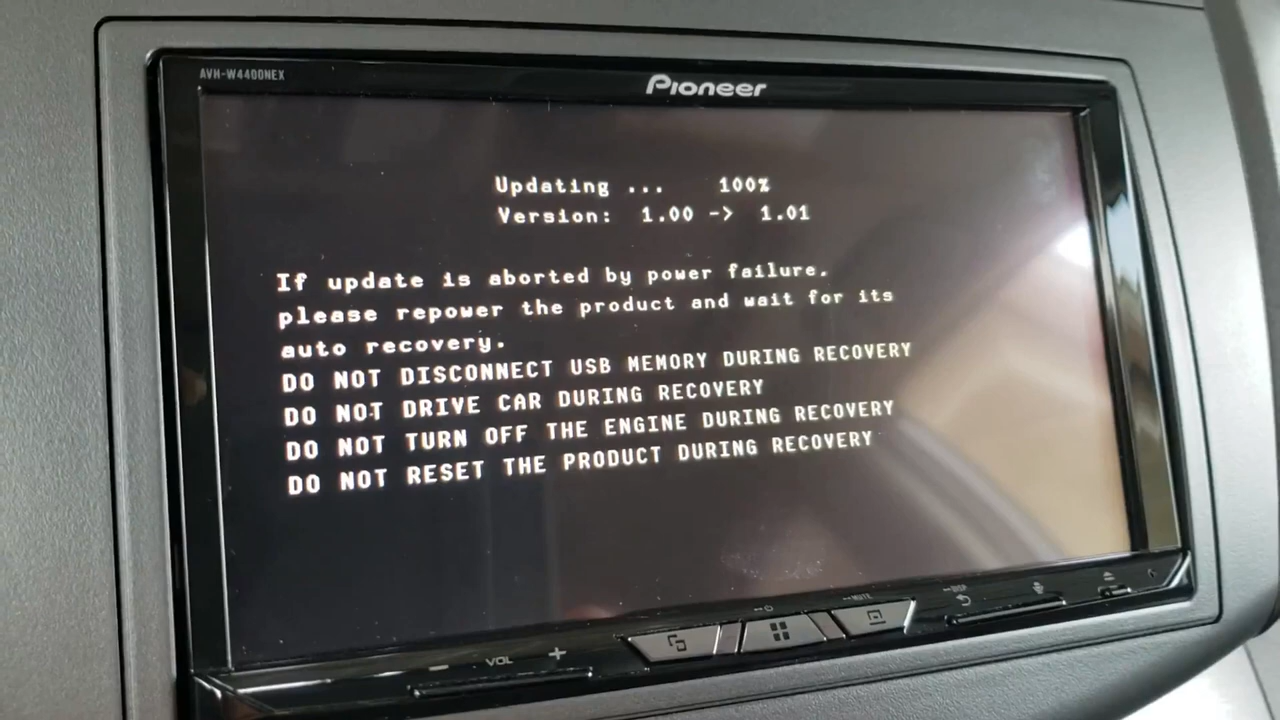 AVH-W4400NEX
Pioneer
Updating ... 100%
Version: 1.00 -> 1.01
If update is aborted by power failure.
please repower the product and wait for its
auto recovery.
DO NOT DISCONNECT USB MEMORY DURING RECOVERY
DO NOT DRIVE CAR DURING RECOVERY
DO NOT TURN OFF THE ENGINE DURING RECOVERY
DO NOT RESET THE PRODUCT DURING RECOVERY
— MUTE
— DISP
— VOL +